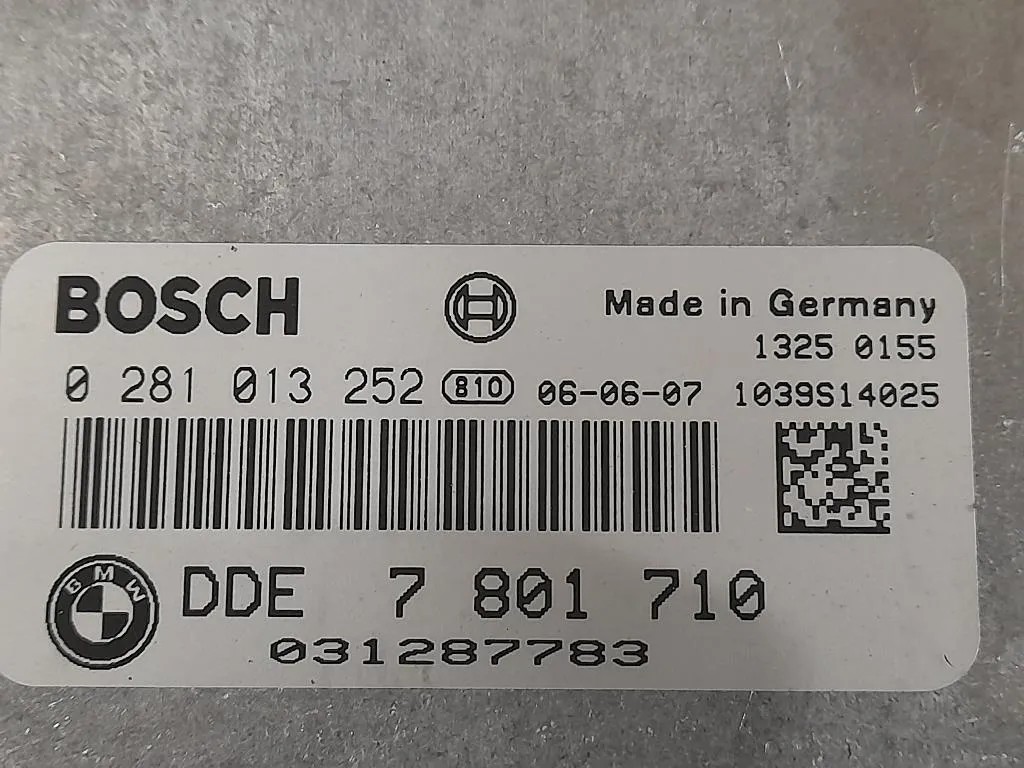 BOSCH
Made in Germany
1325 0155
0 281 013 252 810 06-06-07 1039S14025
BMW
DDE 7 801 710
031287783